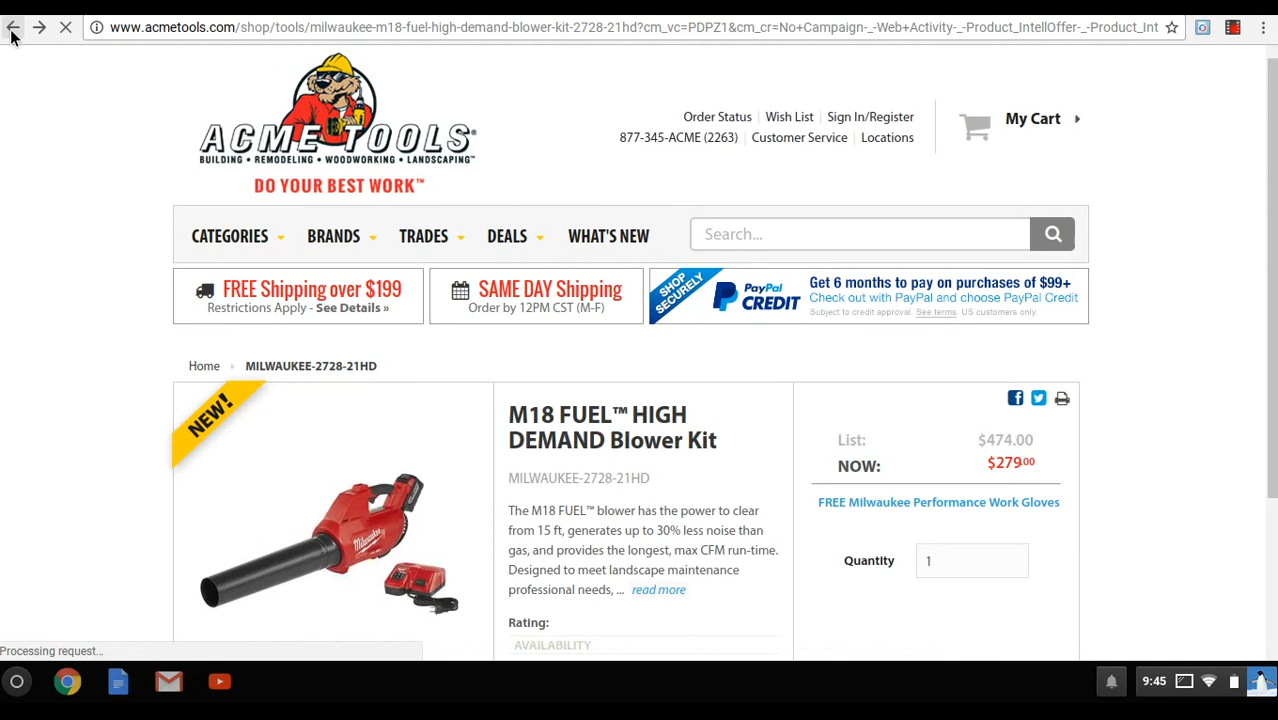 www.acmetools.com/shop/tools/milwaukee-m18-fuel-high-demand-blower-kit-2728-21hd?cm_vc=PDPZ1&cm_cr=No+Campaign-_-Web+Activity-_-Product_IntellOffer-_-Product_Int
ACME TOOLS
BUILDING • REMODELING • WOODWORKING • LANDSCAPING™
DO YOUR BEST WORK™
Order Status Wish List Sign In/Register
877-345-ACME (2263) Customer Service Locations
My Cart
CATEGORIES BRANDS TRADES DEALS WHAT'S NEW
Search...
FREE Shipping over $199
Restrictions Apply - See Details »
SAME DAY Shipping
Order by 12PM CST (M-F)
SHOP SECURELY
PayPal CREDIT
Get 6 months to pay on purchases of $99+
Check out with PayPal and choose PayPal Credit
Subject to credit approval. See terms. US customers only.
Home MILWAUKEE-2728-21HD
NEW!
Milwaukee
M18 FUEL™ HIGH
DEMAND Blower Kit
MILWAUKEE-2728-21HD
The M18 FUEL™ blower has the power to clear
from 15 ft, generates up to 30% less noise than
gas, and provides the longest, max CFM run-time.
Designed to meet landscape maintenance
professional needs, ... read more
Rating:
AVAILABILITY
List: $474.00
NOW: $279.00
FREE Milwaukee Performance Work Gloves
Quantity 1
Processing request...
9:45